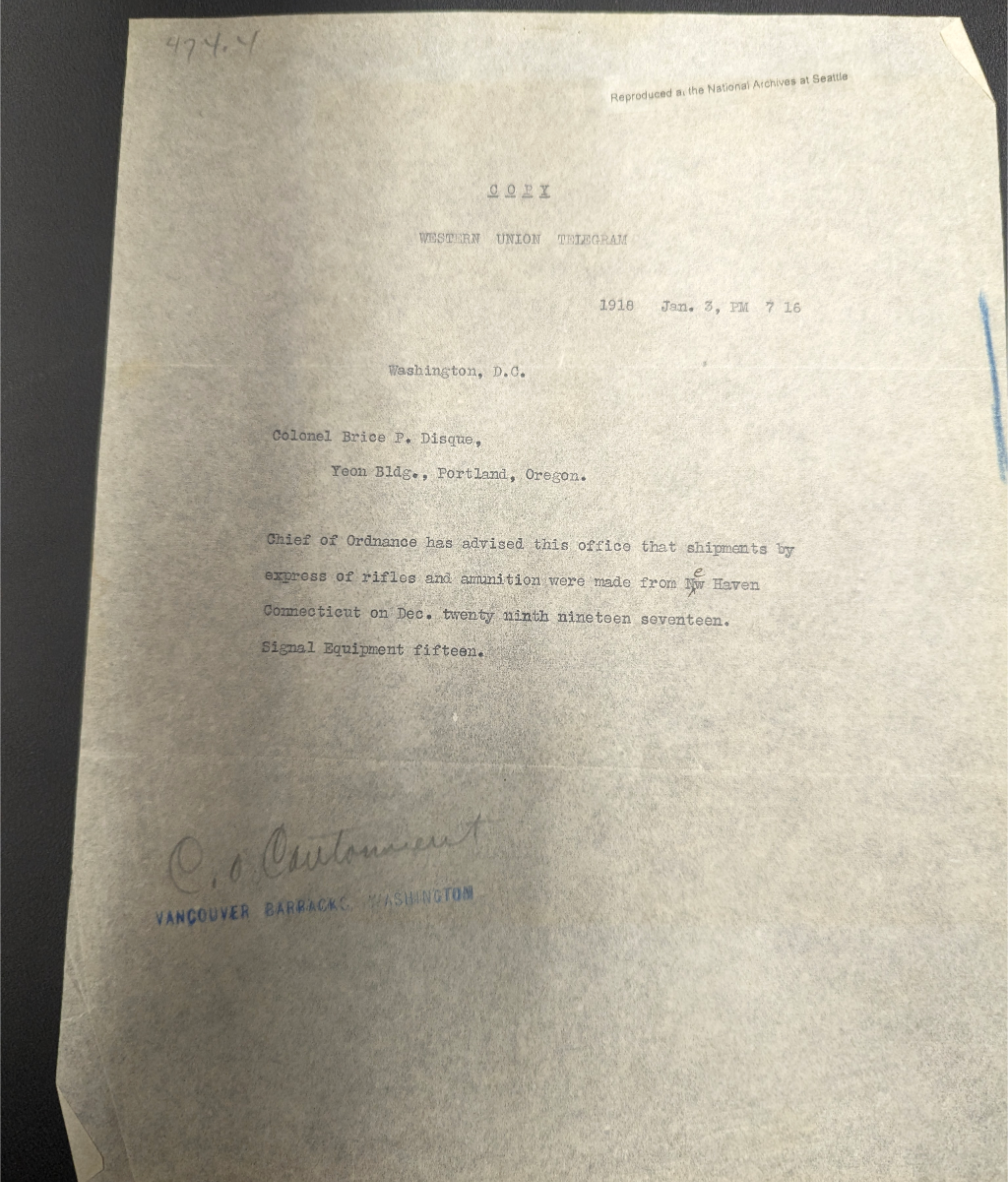 474.4
Reproduced at the National Archives at Seattle
COPY
WESTERN UNION TELEGRAM
1918 Jan. 3, PM 7 16
Washington, D.C.
Colonel Brice P. Disque,
Yeon Bldg., Portland, Oregon.
Chief of Ordnance has advised this office that shipments by
express of rifles and amunition were made from New Haven
Connecticut on Dec. twenty ninth nineteen seventeen.
Signal Equipment fifteen.
C.O. Cantonment
VANCOUVER BARRACKS, WASHINGTON